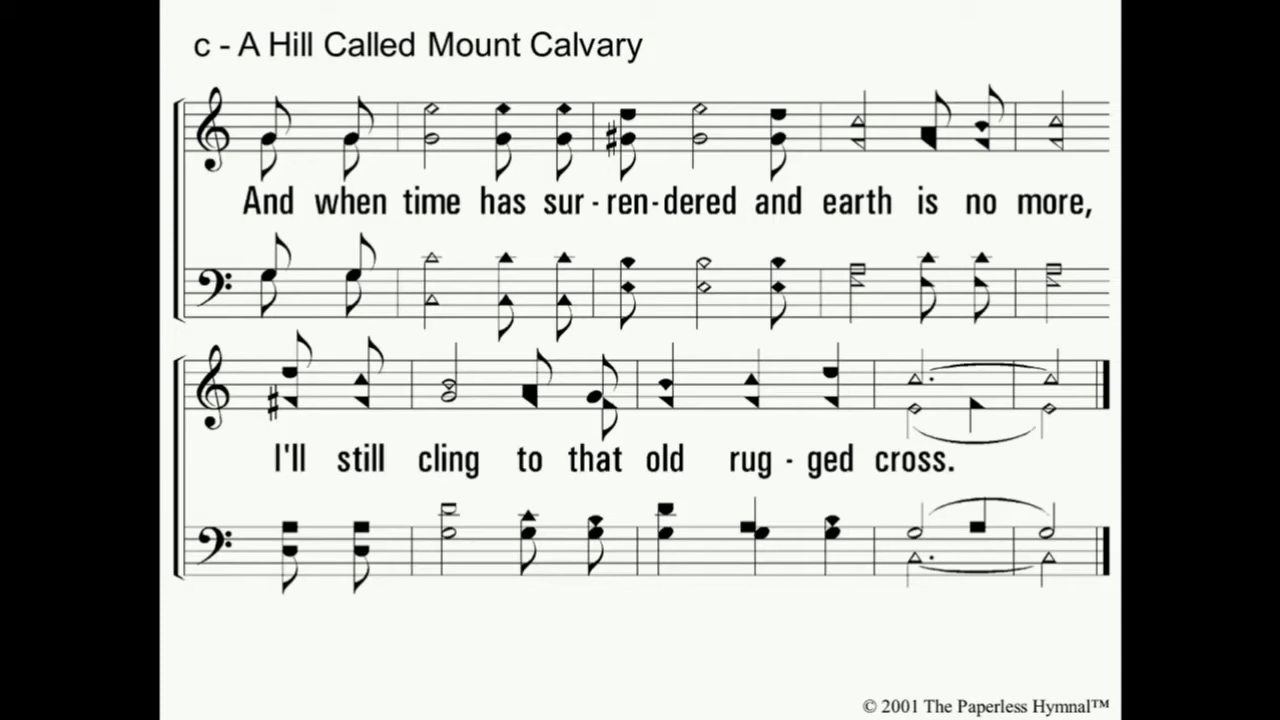 c - A Hill Called Mount Calvary
And when time has sur - ren - dered and earth is no more,
I'll still cling to that old rug - ged cross.
© 2001 The Paperless Hymnal™